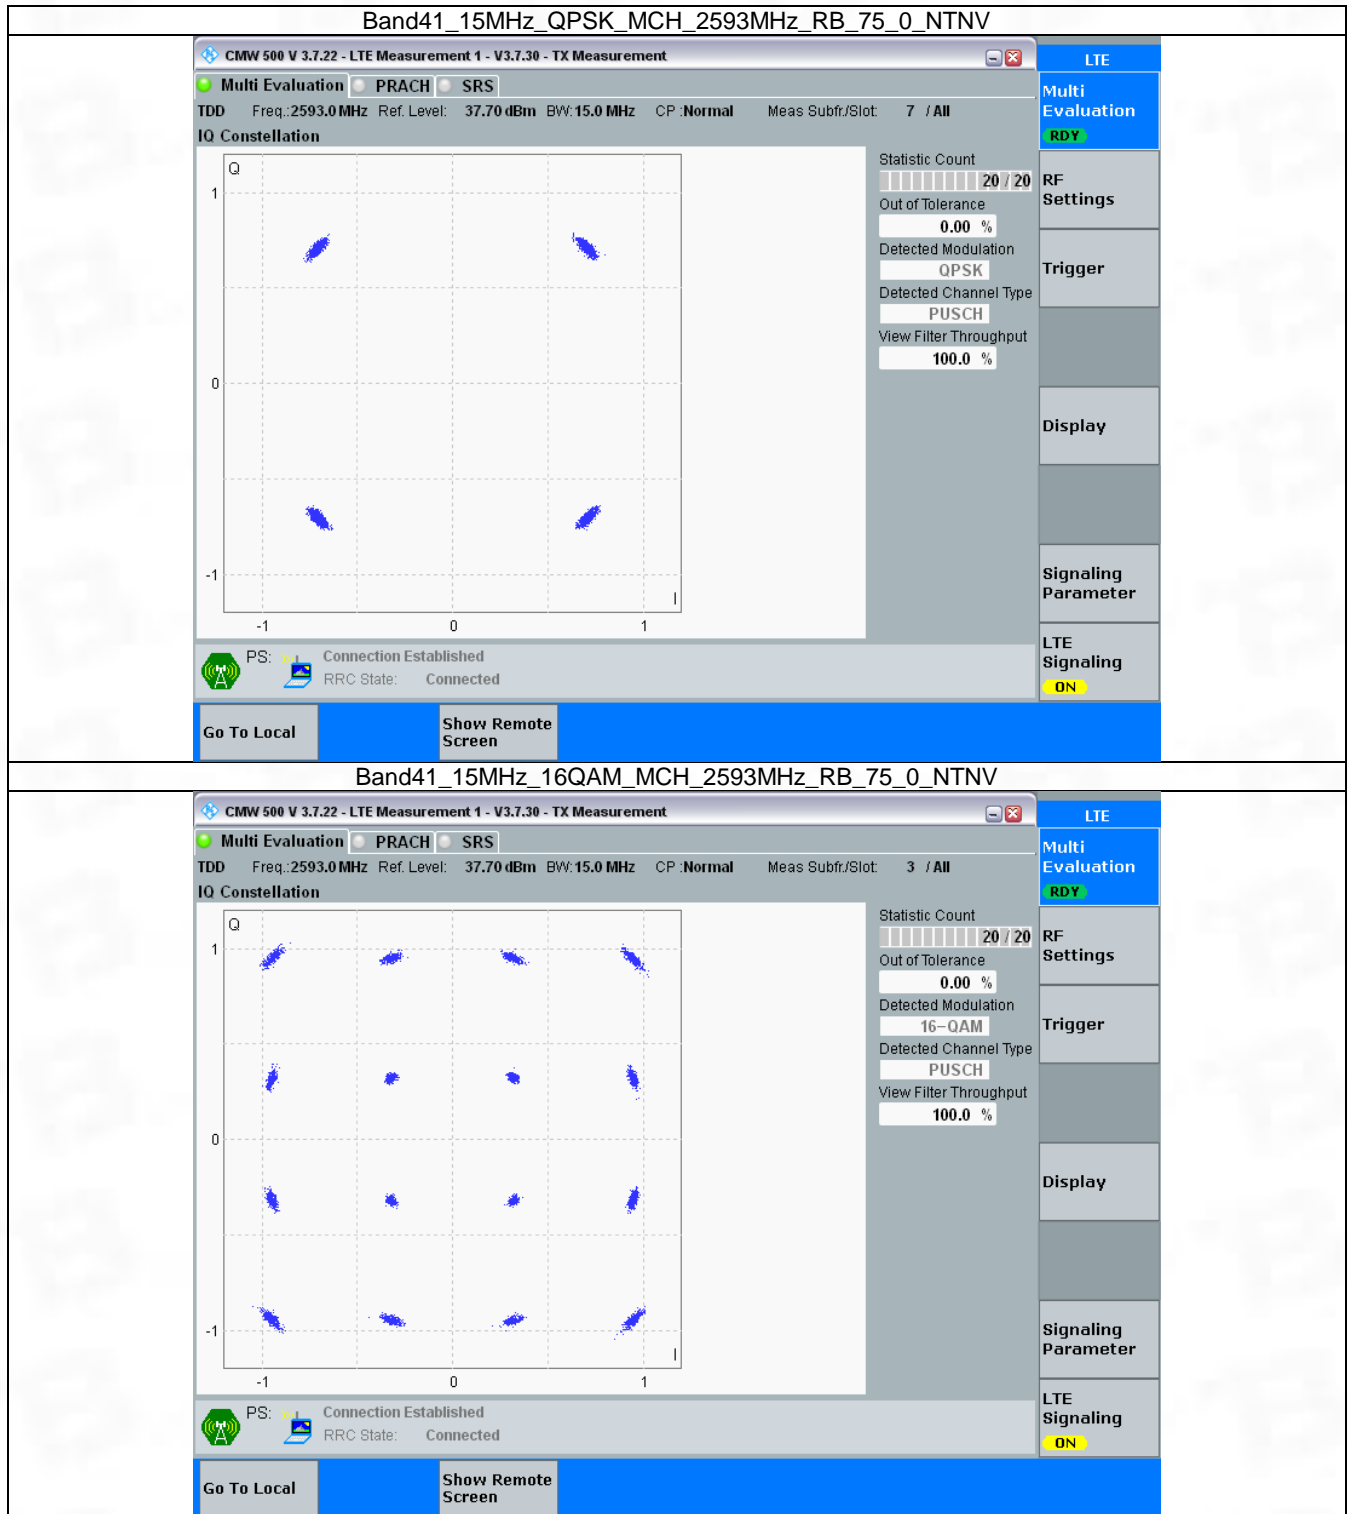 Band41_15MHz_QPSK_MCH_2593MHz_RB_75_0_NTNV
CMW 500 V 3.7.22 - LTE Measurement 1 - V3.7.30 - TX Measurement
LTE
Multi Evaluation PRACH SRS
Multi
Evaluation
RDY
TDD Freq.:2593.0 MHz Ref. Level: 37.70 dBm BW:15.0 MHz CP :Normal Meas Subfr./Slot: 7 / All
IQ Constellation
Q
1
0
-1
I
-1 0 1
Statistic Count
20 / 20
Out of Tolerance
0.00 %
Detected Modulation
QPSK
Detected Channel Type
PUSCH
View Filter Throughput
100.0 %
RF
Settings
Trigger
Display
Signaling
Parameter
LTE
Signaling
ON
PS: Connection Established
RRC State: Connected
Go To Local
Show Remote
Screen
Band41_15MHz_16QAM_MCH_2593MHz_RB_75_0_NTNV
CMW 500 V 3.7.22 - LTE Measurement 1 - V3.7.30 - TX Measurement
LTE
Multi Evaluation PRACH SRS
Multi
Evaluation
RDY
TDD Freq.:2593.0 MHz Ref. Level: 37.70 dBm BW:15.0 MHz CP :Normal Meas Subfr./Slot: 3 / All
IQ Constellation
Q
1
0
-1
I
-1 0 1
Statistic Count
20 / 20
Out of Tolerance
0.00 %
Detected Modulation
16-QAM
Detected Channel Type
PUSCH
View Filter Throughput
100.0 %
RF
Settings
Trigger
Display
Signaling
Parameter
LTE
Signaling
ON
PS: Connection Established
RRC State: Connected
Go To Local
Show Remote
Screen